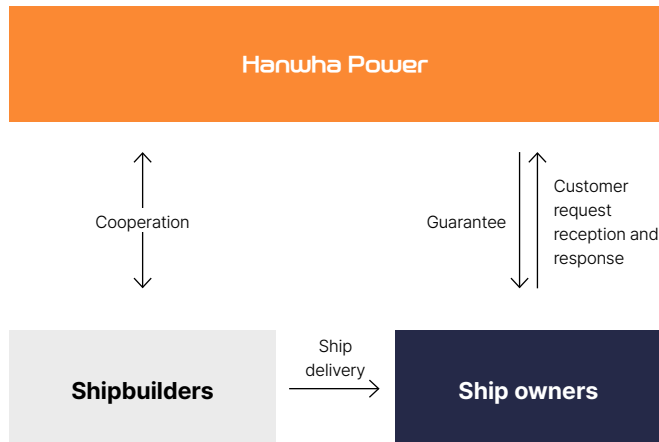 Hanwha Power
Cooperation
Guarantee
Customer
request
reception and
response
Shipbuilders
Ship
delivery
Ship owners